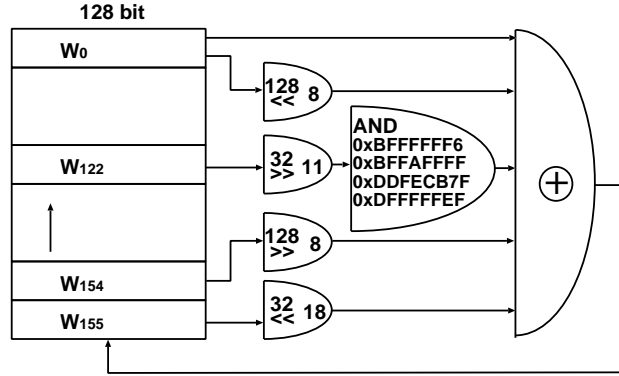 128 bit
W0
128 << 8
W122
32 >> 11
AND
0xBFFFFFF6
0xBFFAFFFF
0xDDFECB7F
0xDFFFFFEF
128 >> 8
W154
32 << 18
W155